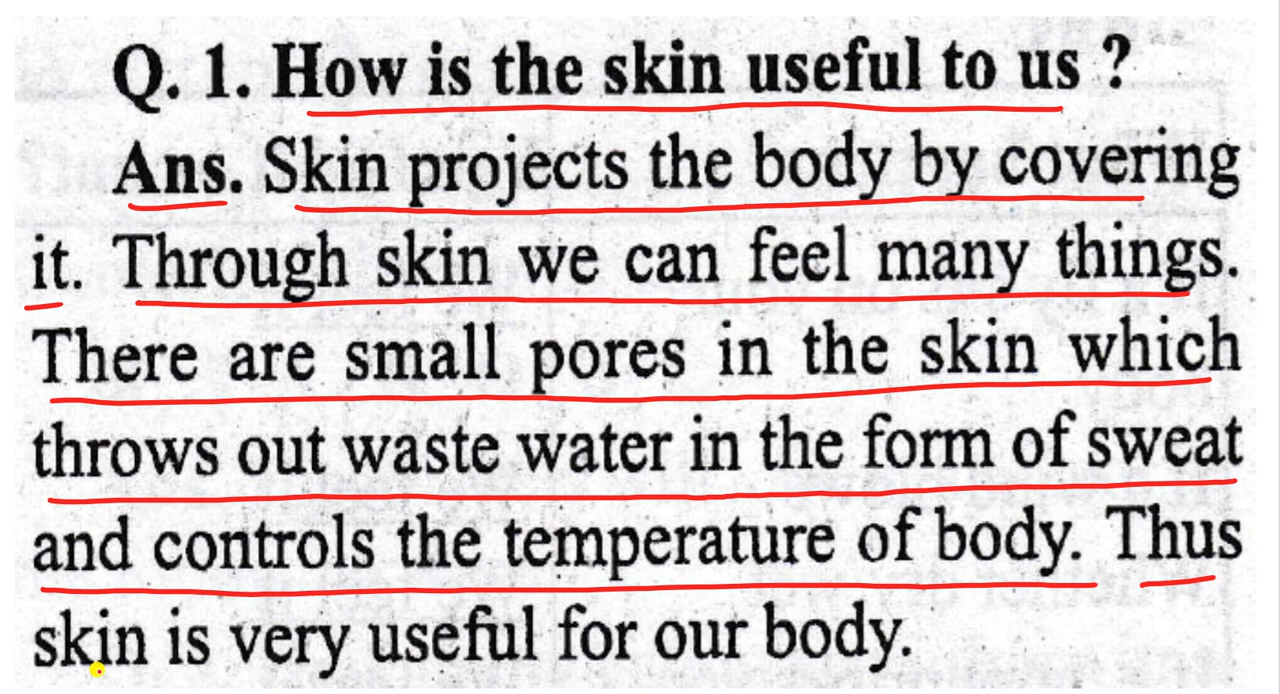 Q. 1. How is the skin useful to us ?
Ans. Skin projects the body by covering
it. Through skin we can feel many things.
There are small pores in the skin which
throws out waste water in the form of sweat
and controls the temperature of body. Thus
skin is very useful for our body.